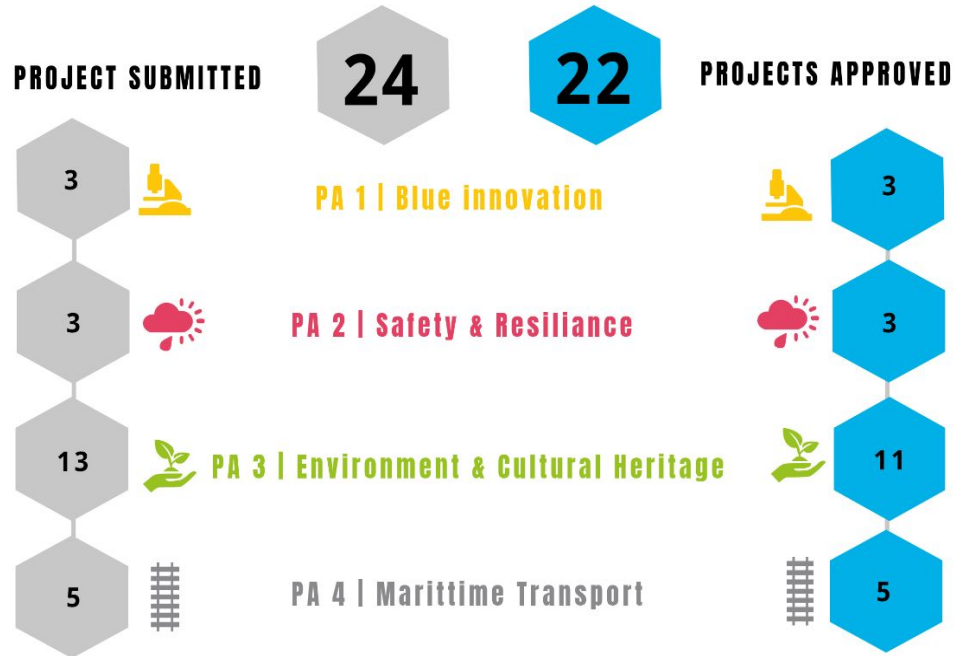 PROJECT SUBMITTED 24 22 PROJECTS APPROVED
3 PA 1 | Blue innovation 3
3 PA 2 | Safety & Resiliance 3
13 PA 3 | Environment & Cultural Heritage 11
5 PA 4 | Marittime Transport 5